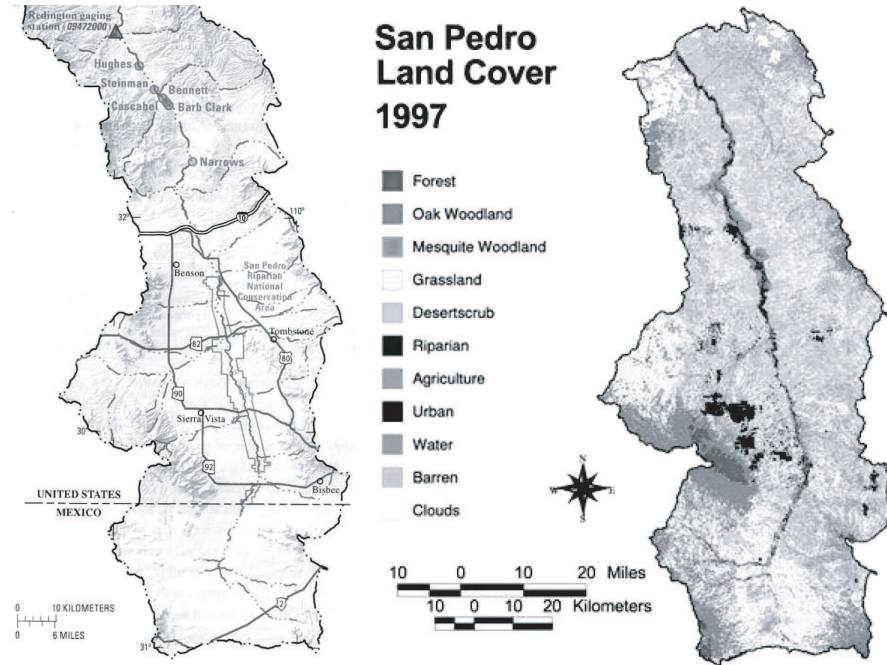 Redington gaging
station (09472000)
Hughes
Steinman
Bennett
Cascabel
Barb Clark
Narrows
32°
10
110°
Benson
San Pedro
Riparian
National
Conservation
Area
82
Tombstone
80
90
Sierra Vista
30'
92
Bisbee
UNITED STATES
MEXICO
2
0 10 KILOMETERS
0 6 MILES
31°
San Pedro
Land Cover
1997
Forest
Oak Woodland
Mesquite Woodland
Grassland
Desertscrub
Riparian
Agriculture
Urban
Water
Barren
Clouds
N
W E
S
10 0 10 20 Miles
10 0 10 20 Kilometers